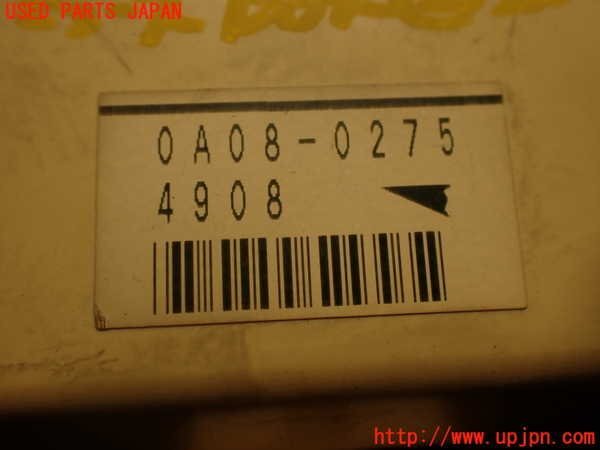 USED PARTS JAPAN
0A08-0275
4908
http://www.upjpn.com/